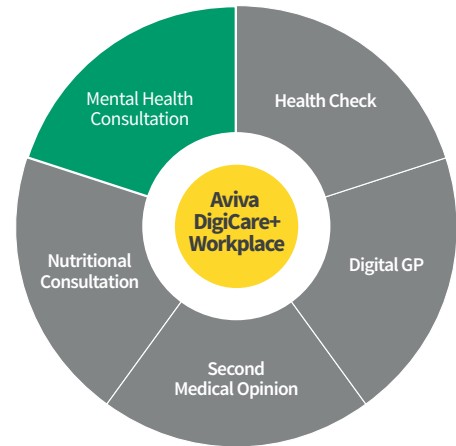 Mental Health
Consultation
Health Check
Aviva
DigiCare+
Workplace
Nutritional
Consultation
Digital GP
Second
Medical Opinion